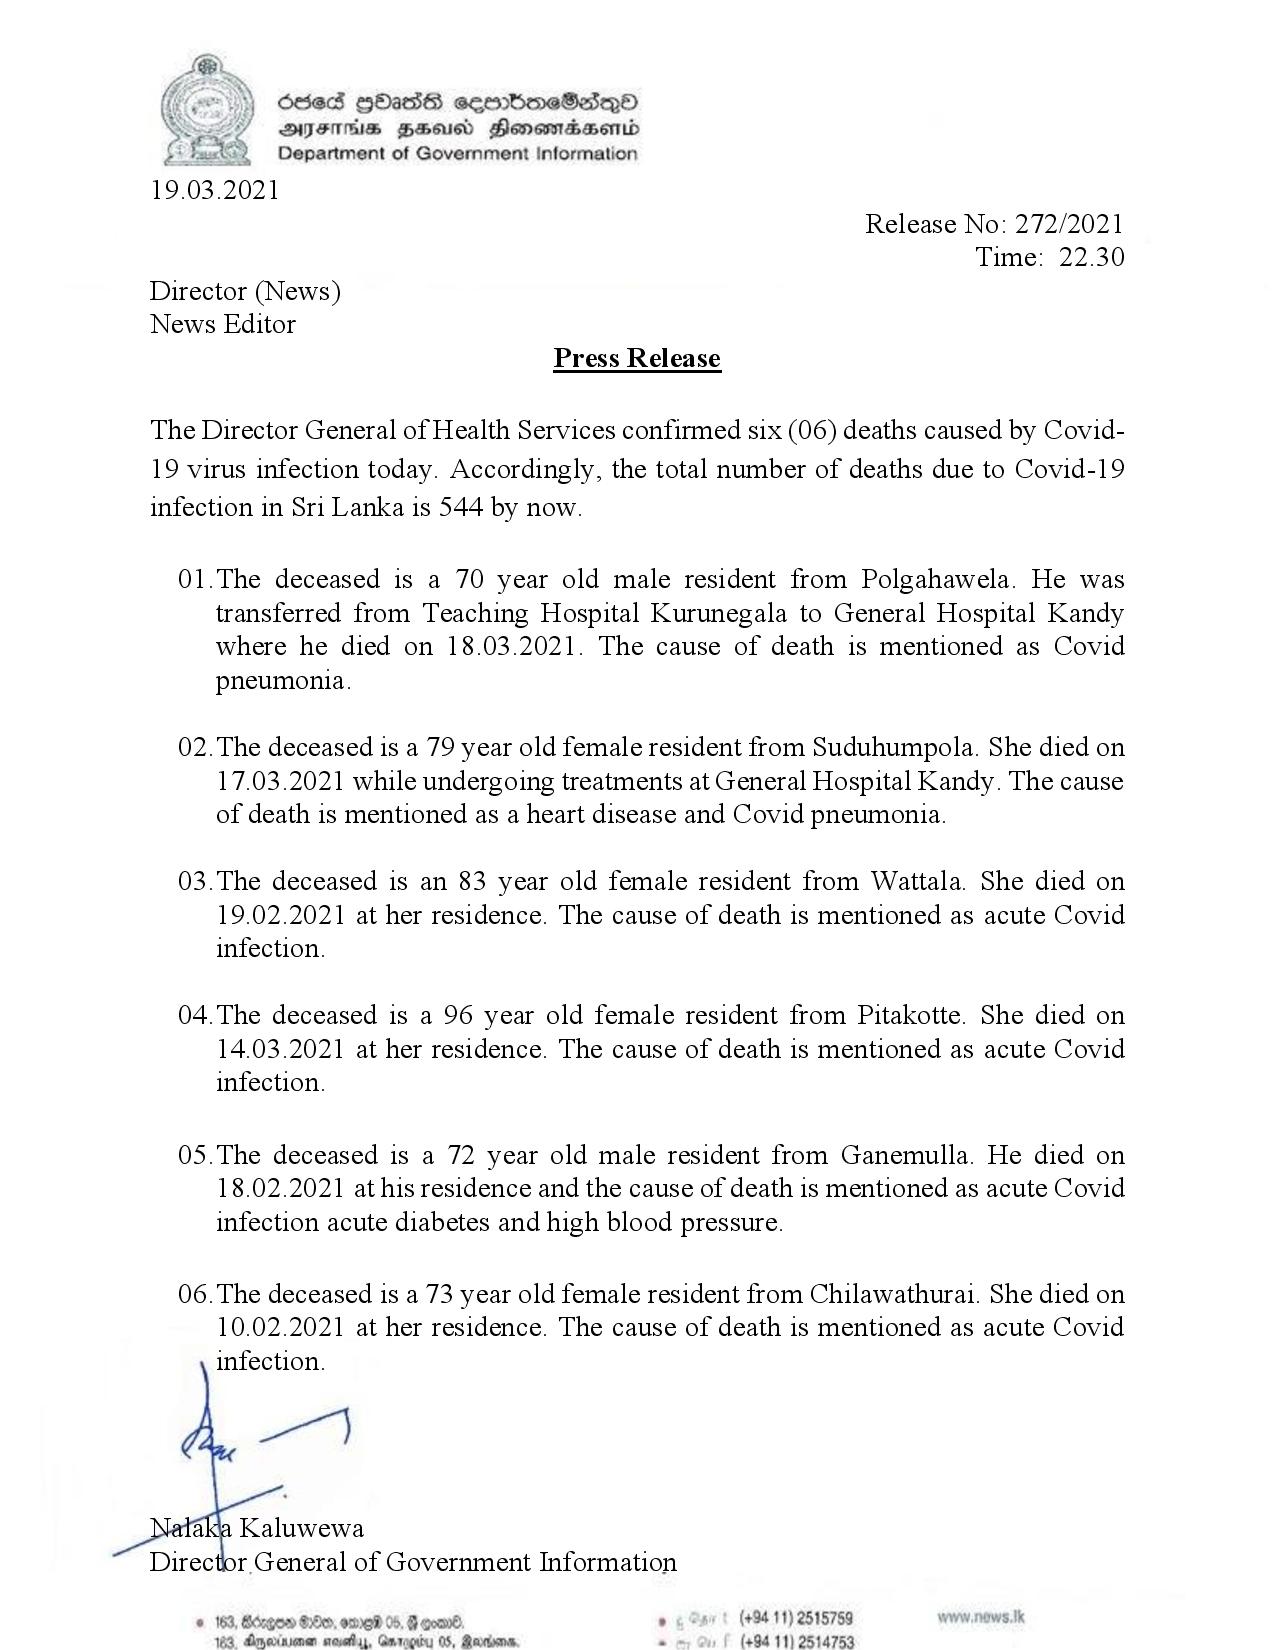 රජයේ ප්‍රවෘත්ති දෙපාර්තමේන්තුව
அரசாங்க தகவல் திணைக்களம்
Department of Government Information
19.03.2021
Release No: 272/2021
Time: 22.30
Director (News)
News Editor
Press Release
The Director General of Health Services confirmed six (06) deaths caused by Covid-
19 virus infection today. Accordingly, the total number of deaths due to Covid-19
infection in Sri Lanka is 544 by now.
01. The deceased is a 70 year old male resident from Polgahawela. He was
transferred from Teaching Hospital Kurunegala to General Hospital Kandy
where he died on 18.03.2021. The cause of death is mentioned as Covid
pneumonia.
02. The deceased is a 79 year old female resident from Suduhumpola. She died on
17.03.2021 while undergoing treatments at General Hospital Kandy. The cause
of death is mentioned as a heart disease and Covid pneumonia.
03. The deceased is an 83 year old female resident from Wattala. She died on
19.02.2021 at her residence. The cause of death is mentioned as acute Covid
infection.
04. The deceased is a 96 year old female resident from Pitakotte. She died on
14.03.2021 at her residence. The cause of death is mentioned as acute Covid
infection.
05. The deceased is a 72 year old male resident from Ganemulla. He died on
18.02.2021 at his residence and the cause of death is mentioned as acute Covid
infection acute diabetes and high blood pressure.
06. The deceased is a 73 year old female resident from Chilawathurai. She died on
10.02.2021 at her residence. The cause of death is mentioned as acute Covid
infection.
Nalaka Kaluwewa
Director General of Government Information
163, කිරුලපන මාවත, කොළඹ 05, ශ්‍රී ලංකාව.
(+94 11) 2515759
www.news.lk
163, கிருலப்பனை எவனியூ, கொழும்பு 05, இலங்கை.
(+94 11) 2514753